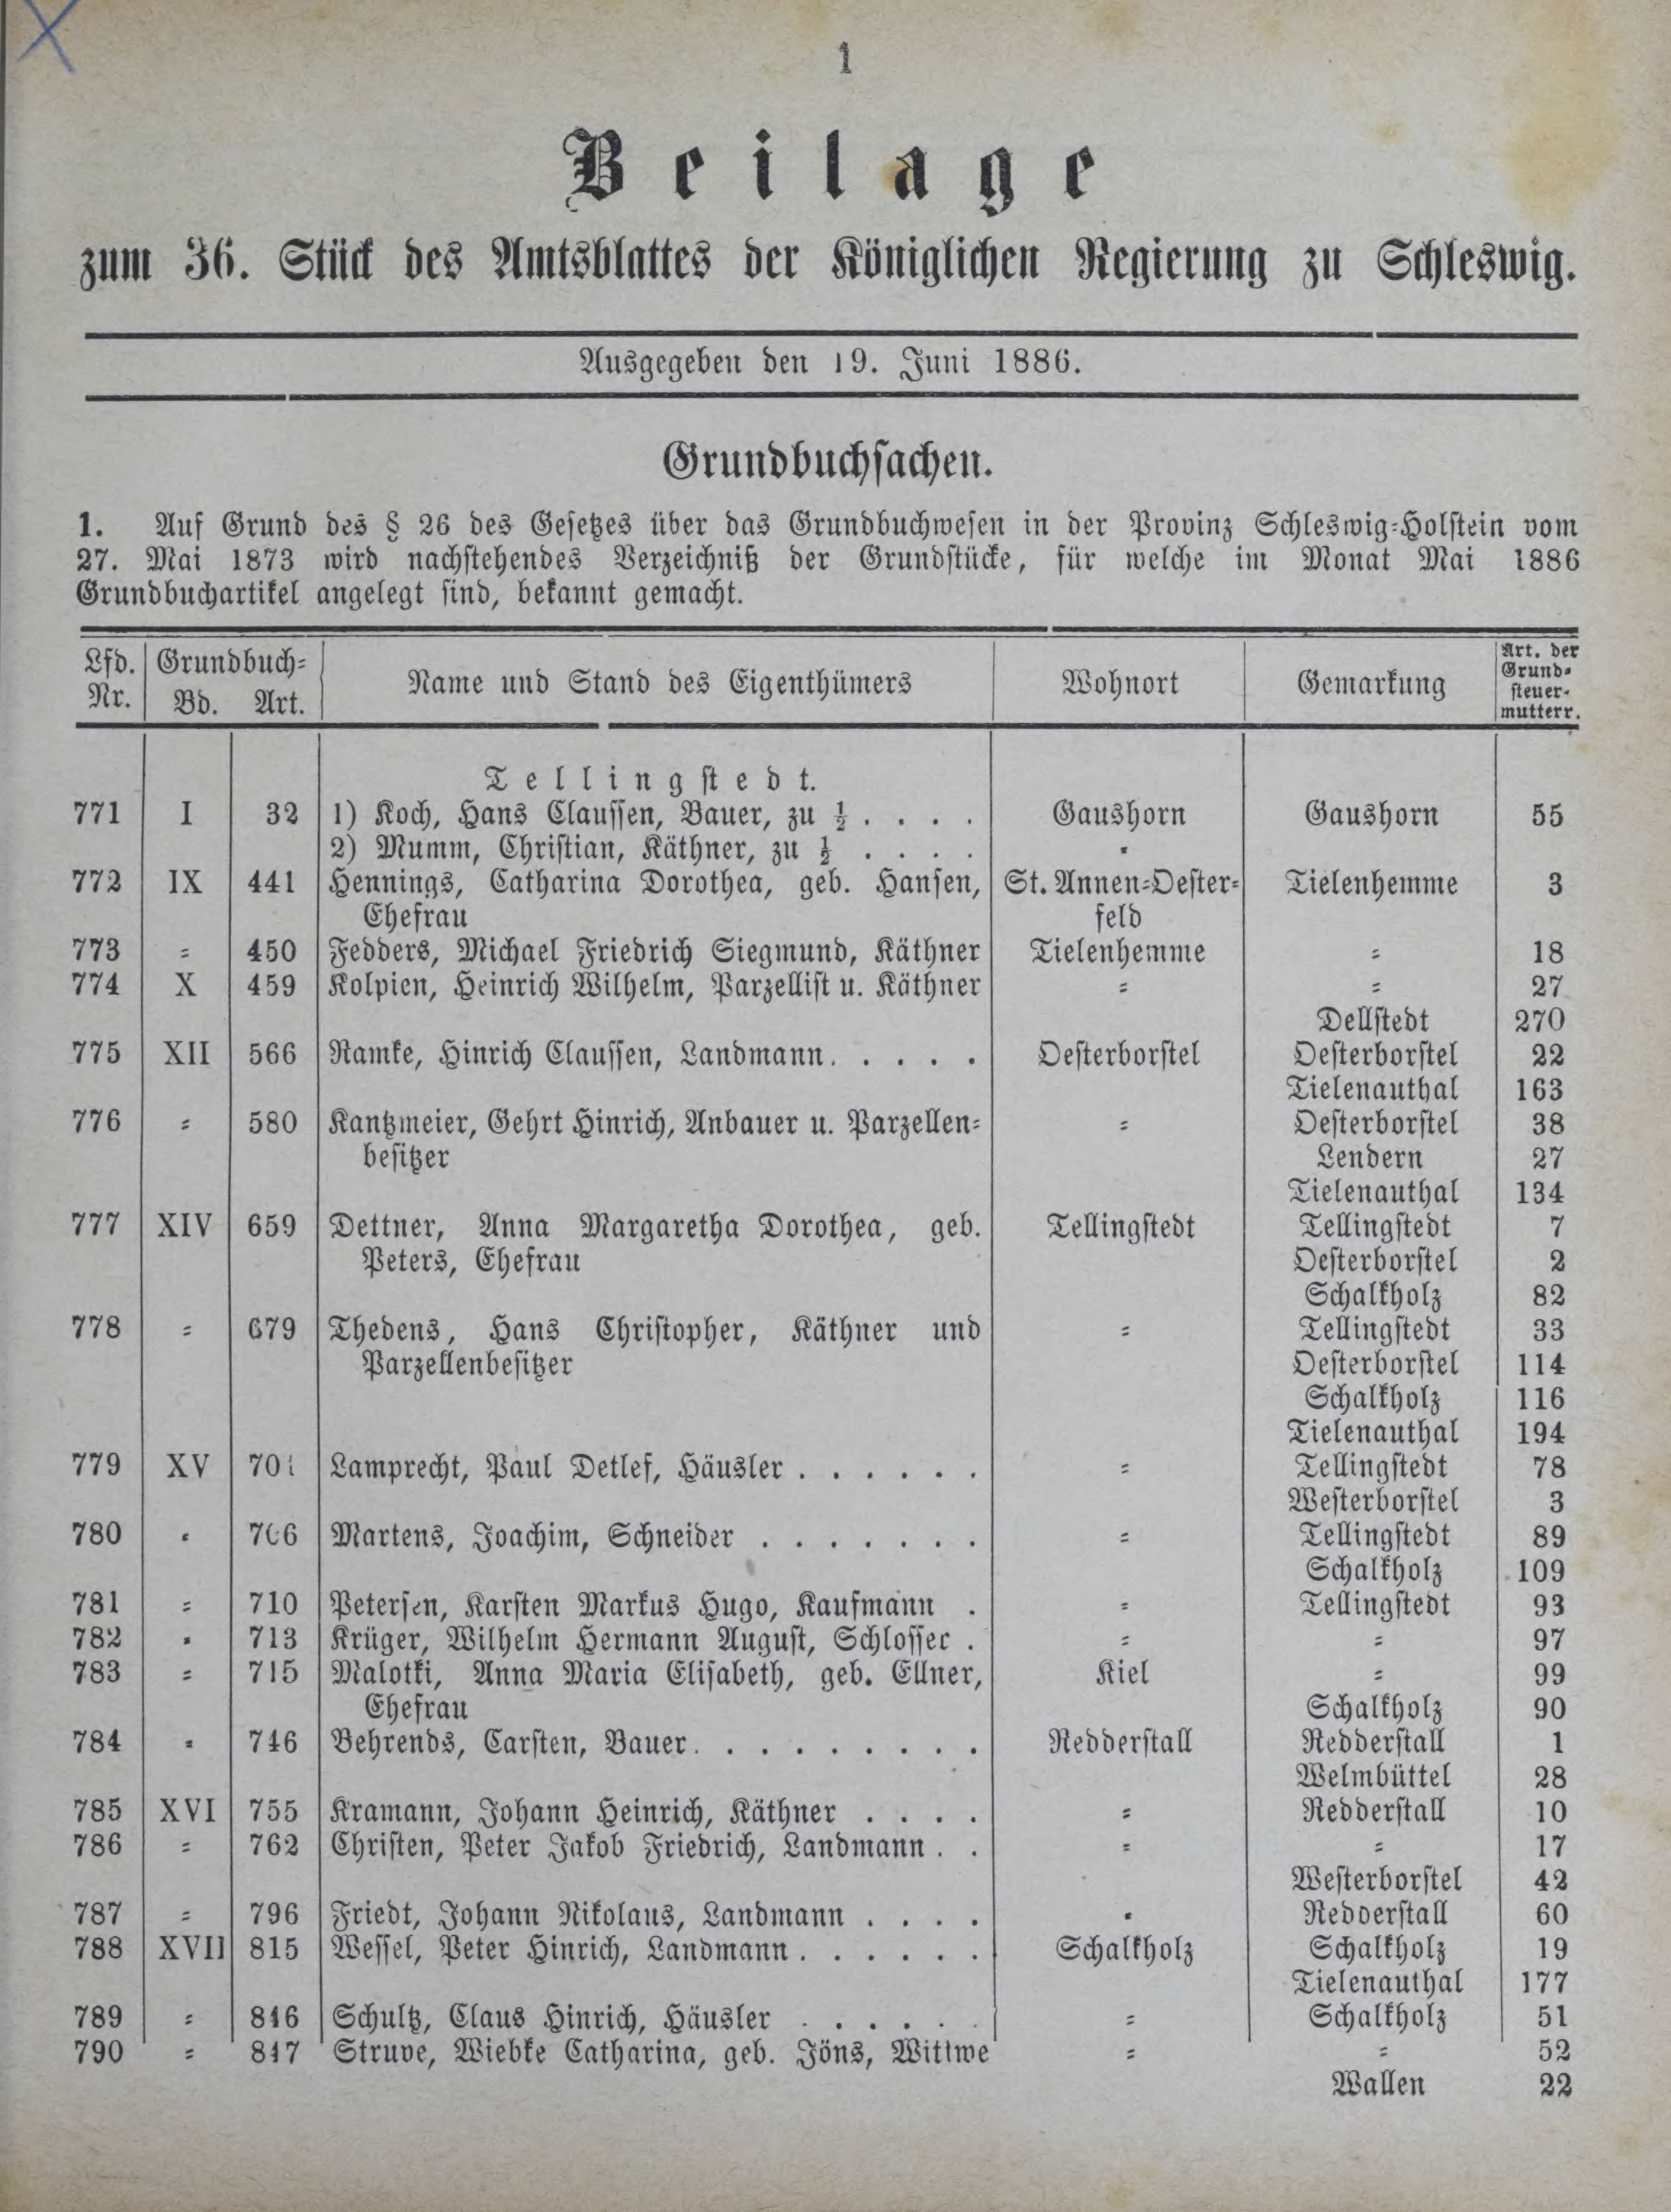 1
Beilage
zum 36. Stück des Amtsblattes der Königlichen Regierung zu Schleswig.
Ausgegeben den 19. Juni 1886.
Grundbuchsachen.
1. Auf Grund des § 26 des Gesetzes über das Grundbuchwesen in der Provinz Schleswig-Holstein vom
27. Mai 1873 wird nachstehendes Verzeichniß der Grundstücke, für welche im Monat Mai 1886
Grundbuchartikel angelegt sind, bekannt gemacht.
Lfd. Nr. | Grundbuch- Bd. Art. | Name und Stand des Eigenthümers | Wohnort | Gemarkung | Art. der Grund- steuer- mutterr.
Tellingstedt.
771 I 32 1) Koch, Hans Claussen, Bauer, zu ½ . . . . Gaushorn Gaushorn 55
2) Mumm, Christian, Käthner, zu ½ . . . . "
772 IX 441 Hennings, Catharina Dorothea, geb. Hansen, St. Annen-Oester- Tielenhemme 3
Ehefrau feld
773 " 450 Fedders, Michael Friedrich Siegmund, Käthner Tielenhemme " 18
774 X 459 Kolpien, Heinrich Wilhelm, Parzellist u. Käthner " " 27
Dellstedt 270
775 XII 566 Ramke, Hinrich Claussen, Landmann. . . . . Oesterborstel Oesterborstel 22
Tielenauthal 163
776 " 580 Kantzmeier, Gehrt Hinrich, Anbauer u. Parzellen- " Oesterborstel 38
besitzer Lendern 27
Tielenauthal 134
777 XIV 659 Dettner, Anna Margaretha Dorothea, geb. Tellingstedt Tellingstedt 7
Peters, Ehefrau Oesterborstel 2
Schalkholz 82
778 " 679 Thedens, Hans Christopher, Käthner und " Tellingstedt 33
Parzellenbesitzer Oesterborstel 114
Schalkholz 116
Tielenauthal 194
779 XV 701 Lamprecht, Paul Detlef, Häusler . . . . . . " Tellingstedt 78
Westerborstel 3
780 " 706 Martens, Joachim, Schneider . . . . . . . " Tellingstedt 89
Schalkholz 109
781 " 710 Petersen, Karsten Markus Hugo, Kaufmann . " Tellingstedt 93
782 " 713 Krüger, Wilhelm Hermann August, Schlosser . " " 97
783 " 715 Malotki, Anna Maria Elisabeth, geb. Ellner, Kiel " 99
Ehefrau Schalkholz 90
784 " 746 Behrends, Carsten, Bauer. . . . . . . . . Redderstall Redderstall 1
Welmbüttel 28
785 XVI 755 Kramann, Johann Heinrich, Käthner . . . . " Redderstall 10
786 " 762 Christen, Peter Jakob Friedrich, Landmann . . " " 17
Westerborstel 42
787 " 796 Friedt, Johann Nikolaus, Landmann . . . . " Redderstall 60
788 XVII 815 Wessel, Peter Hinrich, Landmann . . . . . . Schalkholz Schalkholz 19
Tielenauthal 177
789 " 846 Schultz, Claus Hinrich, Häusler . . . . . . " Schalkholz 51
790 " 847 Struve, Wiebke Catharina, geb. Jöns, Wittwe " " 52
Wallen 22